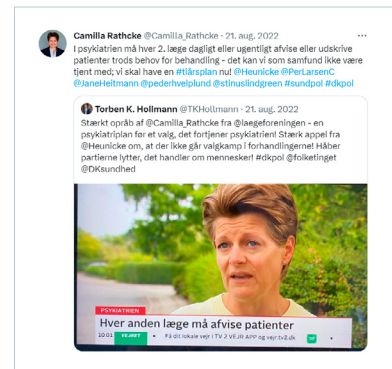 Camilla Rathcke @Camilla_Rathcke · 21. aug. 2022
I psykiatrien må hver 2. læge dagligt eller ugentligt afvise eller udskrive
patienter trods behov for behandling - det kan vi som samfund ikke være
tjent med; vi skal have en #tiårsplan nu! @Heunicke @PerLarsenC
@JaneHeitmann @pederhvelplund @stinuslindgreen #sundpol #dkpol
Torben K. Hollmann @TKHollmann · 21. aug. 2022
Stærkt opråb af @Camilla_Rathcke fra @laegeforeningen - en
psykiatriplan før et valg, det fortjener psykiatrien! Stærk appel fra
@Heunicke om, at der ikke går valgkamp i forhandlingerne! Håber
partierne lytter, det handler om mennesker! #dkpol @folketinget
@DKsundhed
PSYKIATRIEN
Hver anden læge må afvise patienter
10:01 VEJRET • Få dit lokale vejr i TV 2 VEJR APP og vejr.tv2.dk